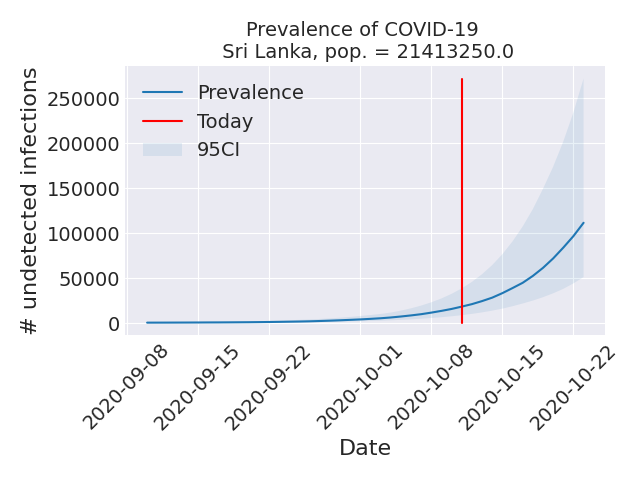 Prevalence of COVID-19
Sri Lanka, pop. = 21413250.0
# undetected infections
250000
200000
150000
100000
50000
0
Prevalence
Today
95CI
2020-09-08
2020-09-15
2020-09-22
2020-10-01
2020-10-08
2020-10-15
2020-10-22
Date